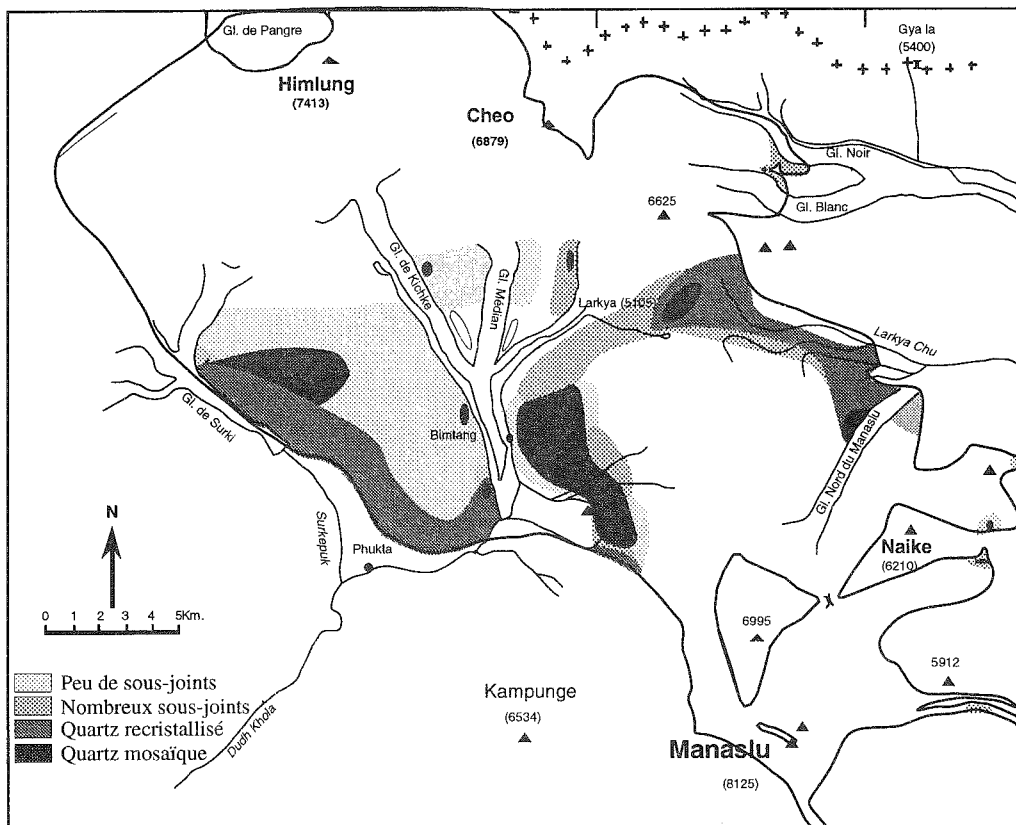 Gl. de Pangre
Himlung
(7413)
Cheo
(6879)
Gya la
(5400)
Gl. Noir
Gl. Blanc
6625
Gl. de Kichke
Gl. Médian
Larkya (5105)
Larkya Chu
Gl. de Surki
Bimtang
Gl. Nord du Manaslu
N
Surkepuk
Phukta
Naike
(6210)
0 1 2 3 4 5Km.
6995
5912
Peu de sous-joints
Nombreux sous-joints
Quartz recristallisé
Quartz mosaïque
Dudh Khola
Kampunge
(6534)
Manaslu
(8125)